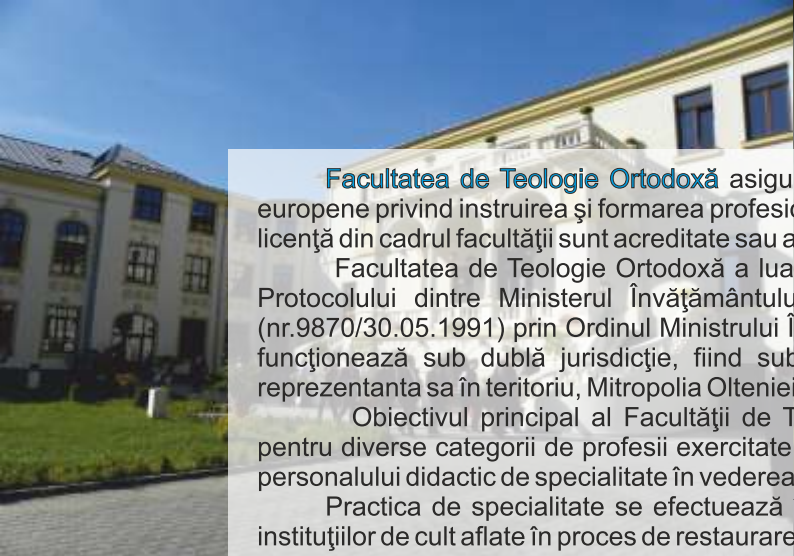 Facultatea de Teologie Ortodoxă asigu
europene privind instruirea şi formarea profesio
licenţă din cadrul facultăţii sunt acreditate sau a
Facultatea de Teologie Ortodoxă a lua
Protocolului dintre Ministerul Învăţământulu
(nr.9870/30.05.1991) prin Ordinul Ministrului Î
funcţionează sub dublă jurisdicţie, fiind sub
reprezentanta sa în teritoriu, Mitropolia Olteniei
Obiectivul principal al Facultăţii de T
pentru diverse categorii de profesii exercitate
personalului didactic de specialitate în vederea
Practica de specialitate se efectuează
instituţiilor de cult aflate în proces de restaurare